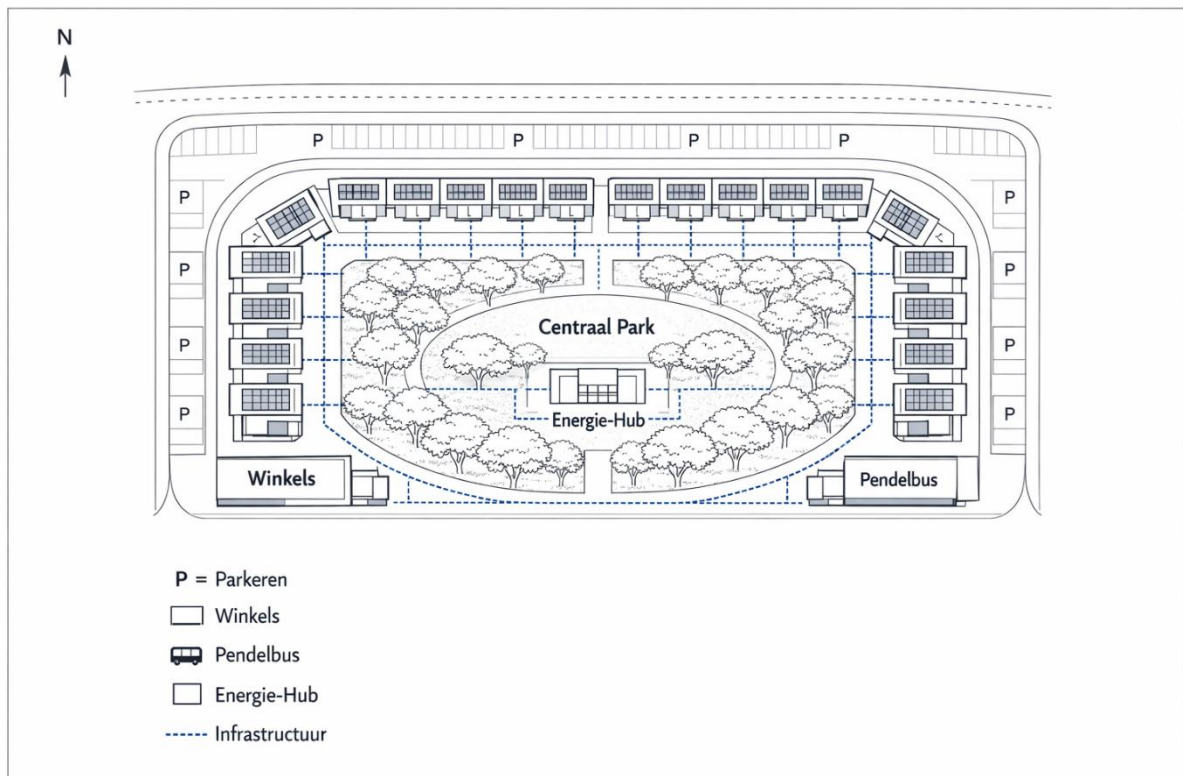 N
P P P P
P P
P P
P P
P P
Centraal Park
Energie-Hub
Winkels
Pendelbus
P = Parkeren
Winkels
Pendelbus
Energie-Hub
Infrastructuur